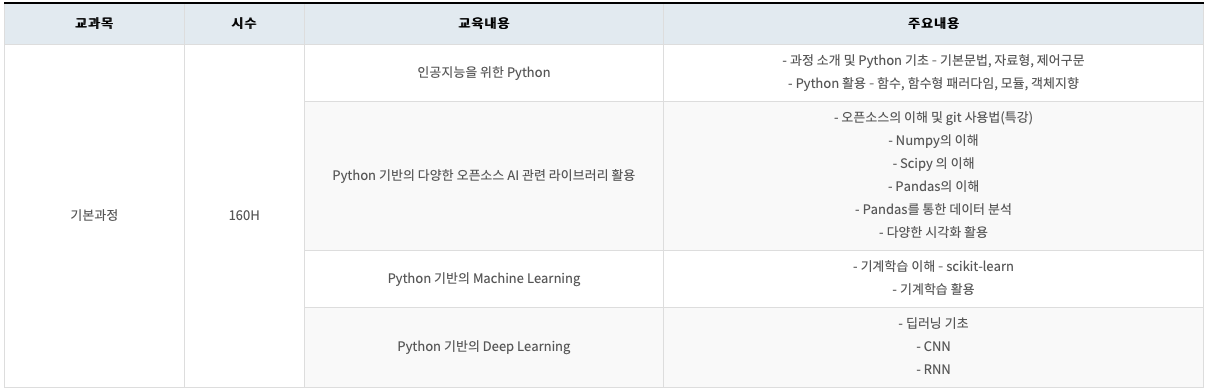 교과목 시수 교육내용 주요내용
기본과정
160H
인공지능을 위한 Python
- 과정 소개 및 Python 기초 - 기본문법, 자료형, 제어구문
- Python 활용 - 함수, 함수형 패러다임, 모듈, 객체지향
Python 기반의 다양한 오픈소스 AI 관련 라이브러리 활용
- 오픈소스의 이해 및 git 사용법(특강)
- Numpy의 이해
- Scipy 의 이해
- Pandas의 이해
- Pandas를 통한 데이터 분석
- 다양한 시각화 활용
Python 기반의 Machine Learning
- 기계학습 이해 - scikit-learn
- 기계학습 활용
Python 기반의 Deep Learning
- 딥러닝 기초
- CNN
- RNN